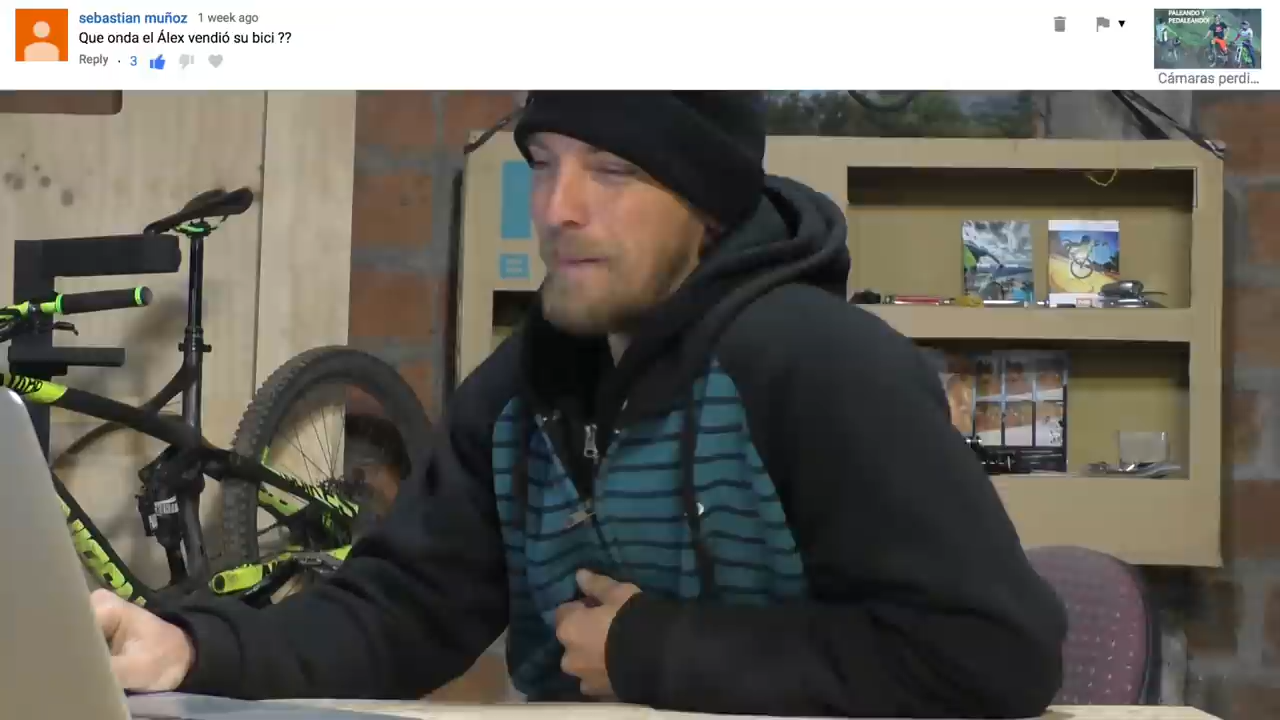 sebastian muñoz 1 week ago
Que onda el Álex vendió su bici ??
Reply · 3
PALEANDO Y
PEDALEANDO!
Cámaras perdi...